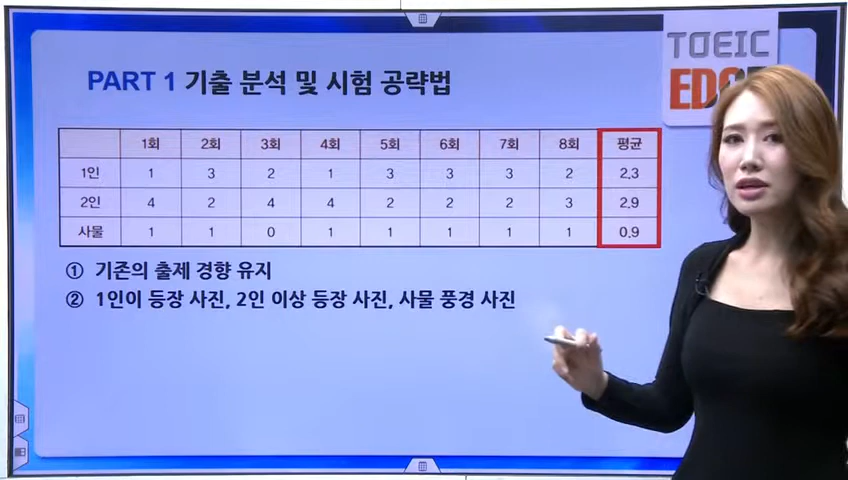 TOEIC
PART 1 기출 분석 및 시험 공략법
1회 2회 3회 4회 5회 6회 7회 8회 평균
1인 1 3 2 1 3 3 3 2 2.3
2인 4 2 4 4 2 2 2 3 2.9
사물 1 1 0 1 1 1 1 1 0.9
① 기존의 출제 경향 유지
② 1인이 등장 사진, 2인 이상 등장 사진, 사물 풍경 사진